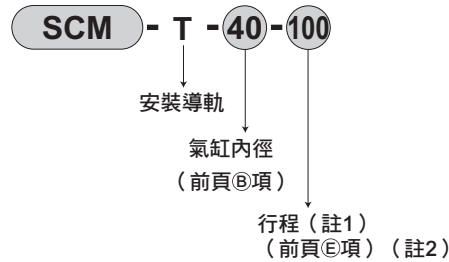 SCM - T - 40 - 100
安裝導軌
氣缸內徑
（前頁Ⓑ項）
行程（註1）
（前頁Ⓔ項）（註2）